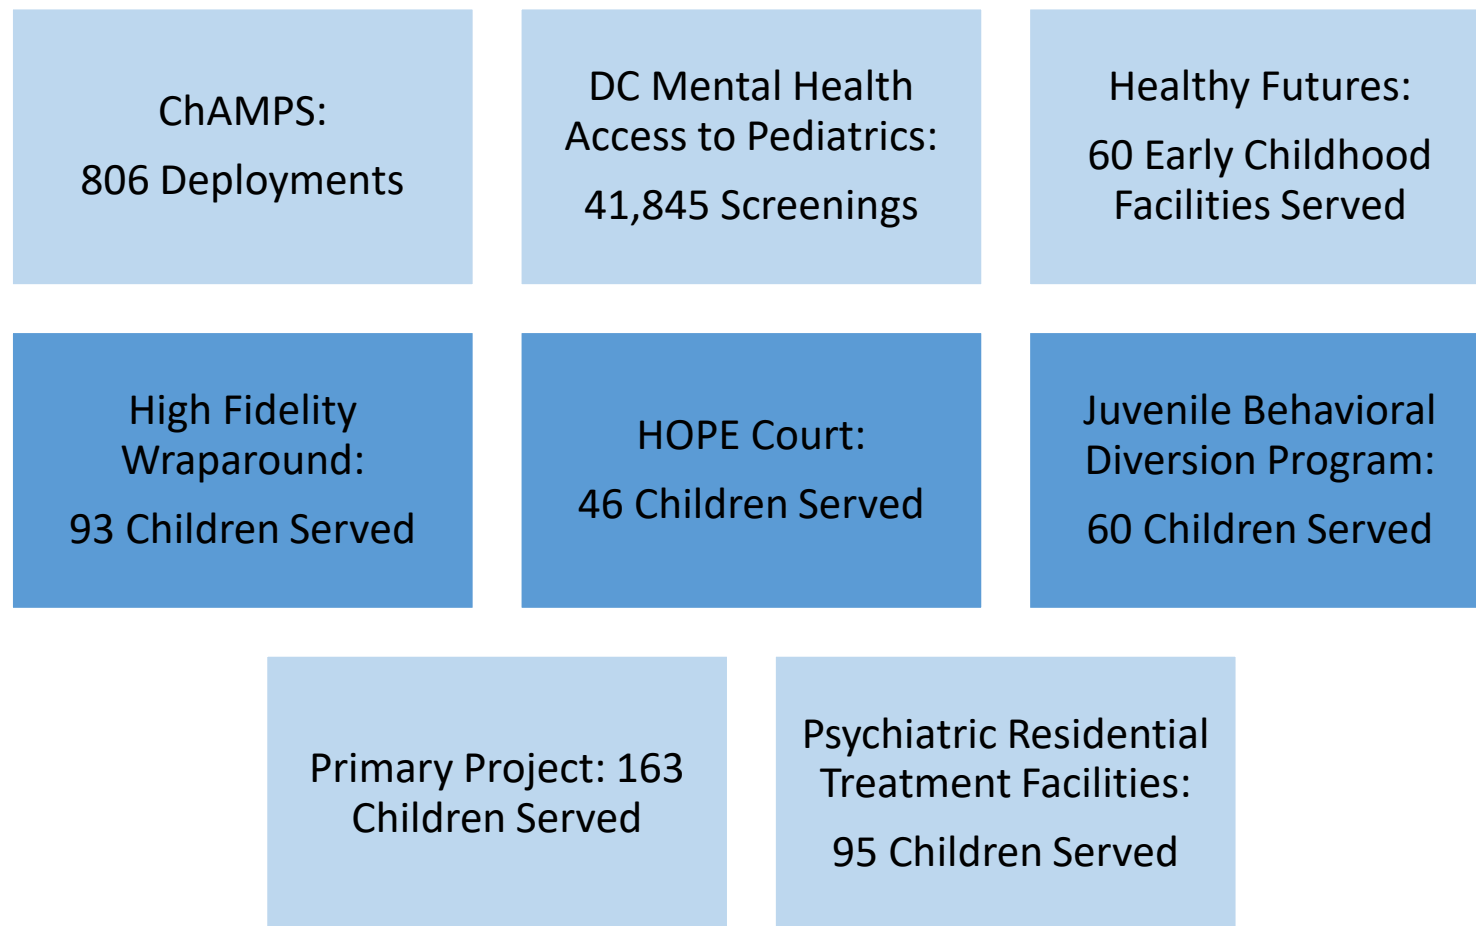 ChAMPS:
806 Deployments
DC Mental Health
Access to Pediatrics:
41,845 Screenings
Healthy Futures:
60 Early Childhood
Facilities Served
High Fidelity
Wraparound:
93 Children Served
HOPE Court:
46 Children Served
Juvenile Behavioral
Diversion Program:
60 Children Served
Primary Project: 163
Children Served
Psychiatric Residential
Treatment Facilities:
95 Children Served